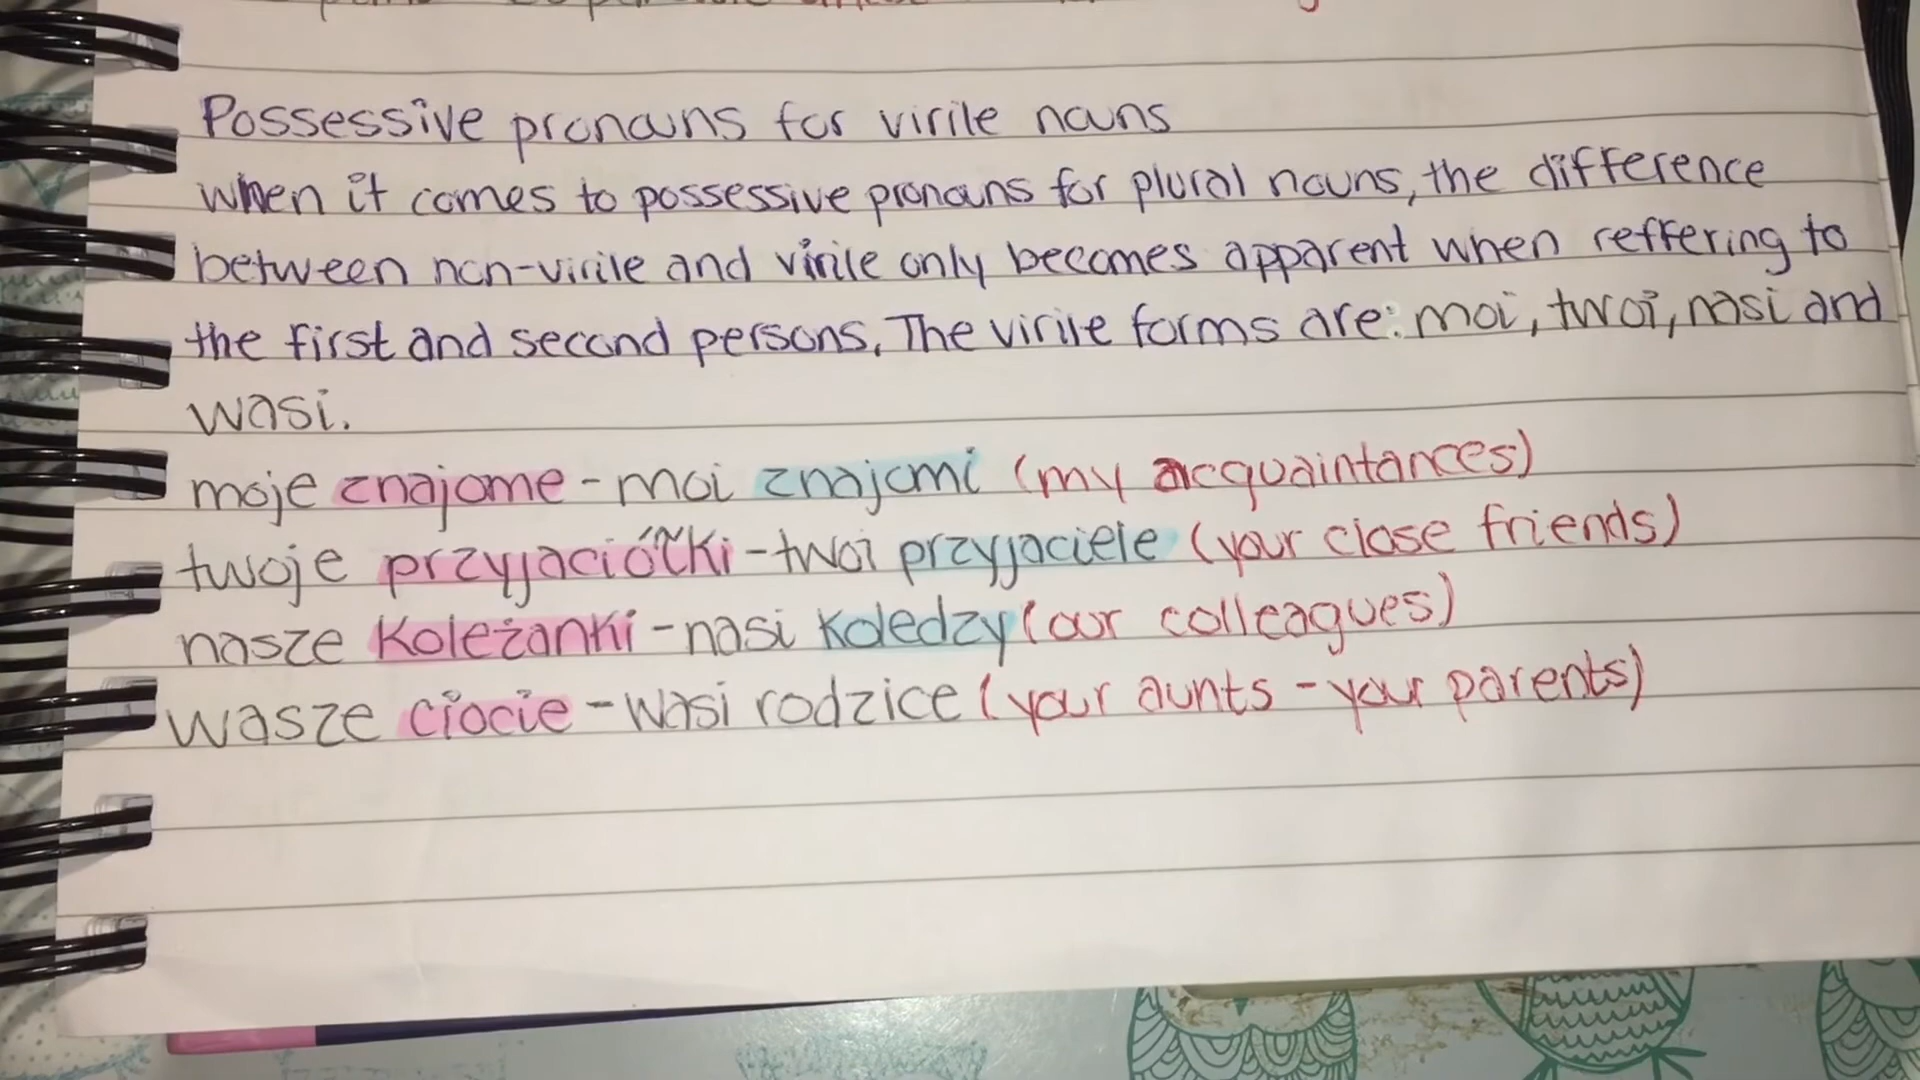 Possessive pronouns for virile nouns
When it comes to possessive pronouns for plural nouns, the difference
between non-virile and virile only becomes apparent when reffering to
the first and second persons. The virile forms are: moi, twoi, nasi and
wasi.
moje znajome - moi znajomi (my acquaintances)
twoje przyjaciółki - twoi przyjaciele (your close friends)
nasze koleżanki - nasi koledzy (our colleagues)
wasze ciocie - wasi rodzice (your aunts - your parents)